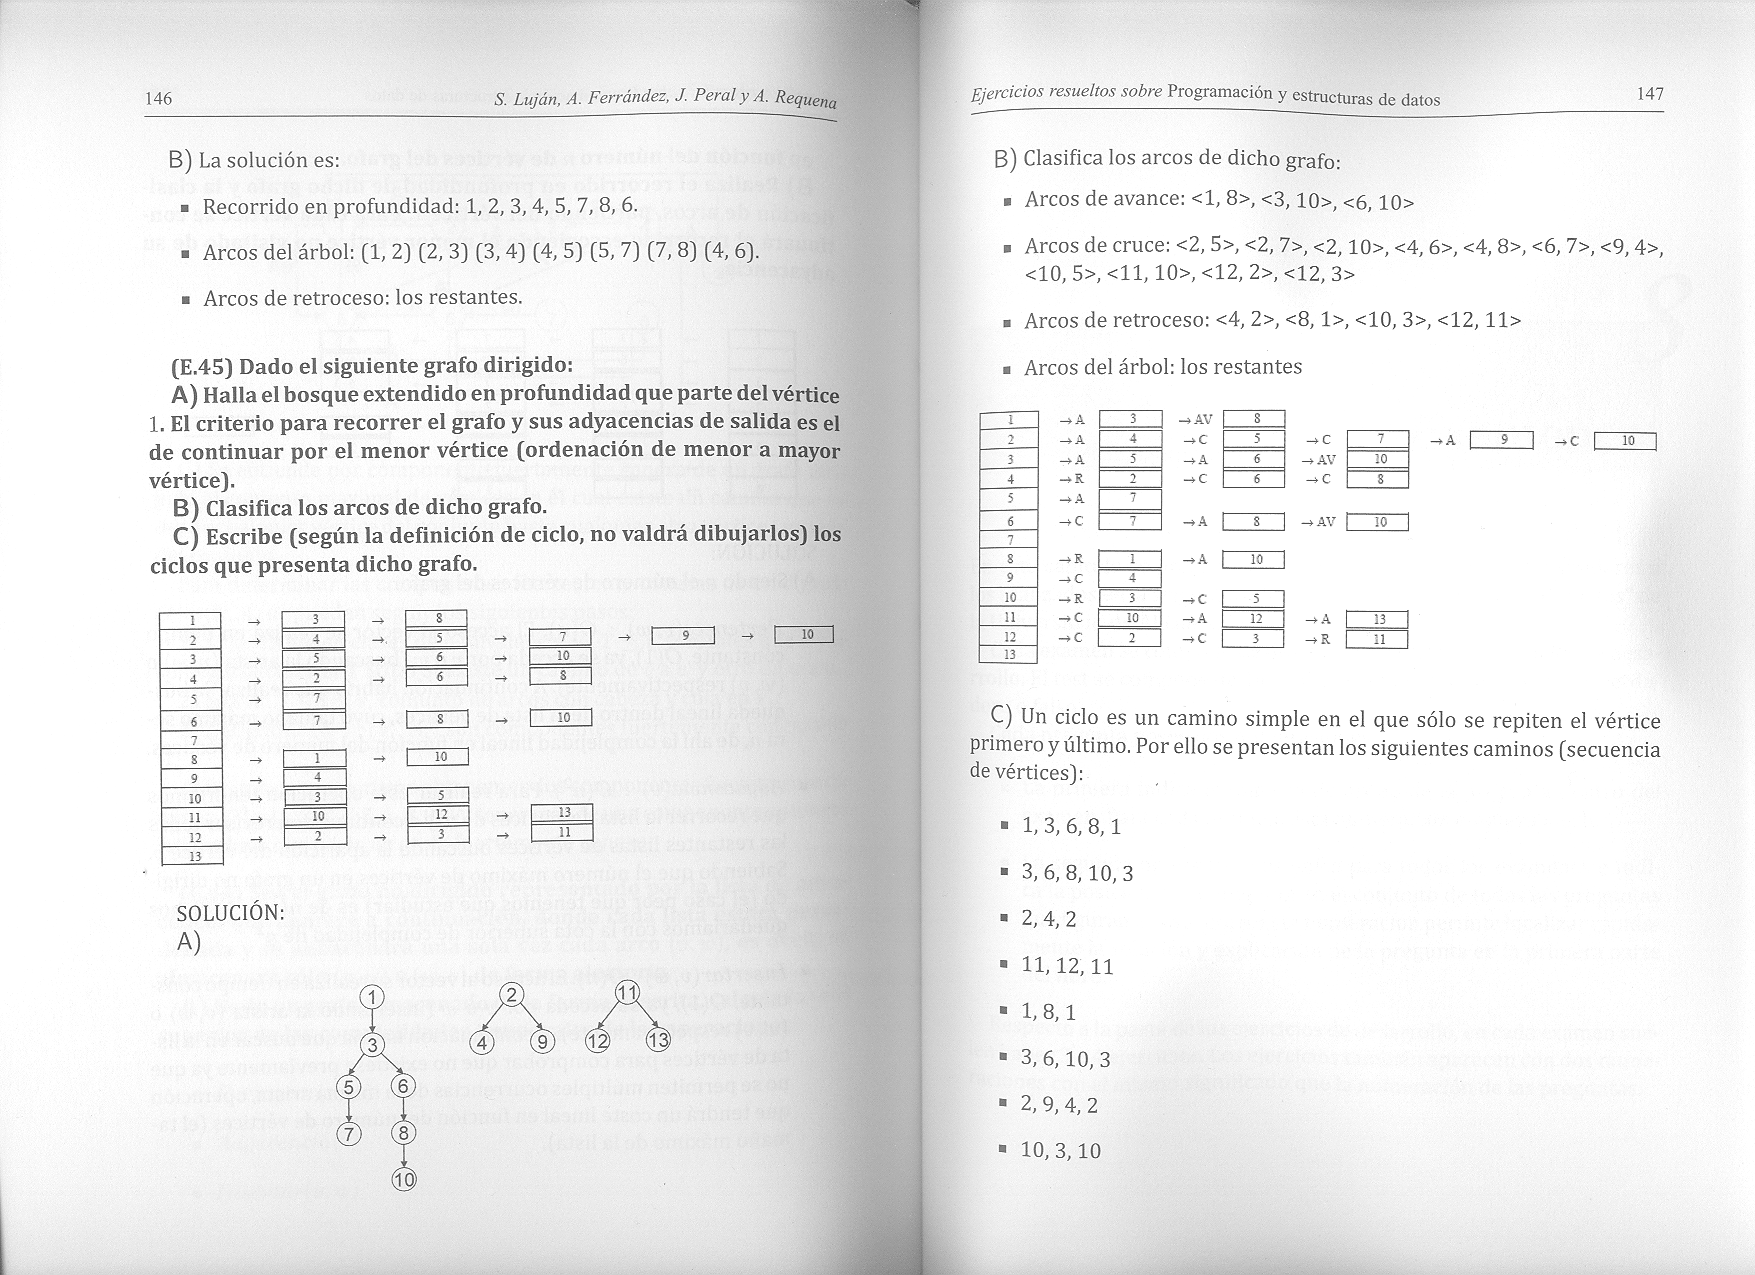 146
S. Luján, A. Ferrández, J. Peral y A. Requena
B) La solución es:
▪ Recorrido en profundidad: 1, 2, 3, 4, 5, 7, 8, 6.
▪ Arcos del árbol: (1, 2) (2, 3) (3, 4) (4, 5) (5, 7) (7, 8) (4, 6).
▪ Arcos de retroceso: los restantes.
(E.45) Dado el siguiente grafo dirigido:
A) Halla el bosque extendido en profundidad que parte del vértice
1. El criterio para recorrer el grafo y sus adyacencias de salida es el
de continuar por el menor vértice (ordenación de menor a mayor
vértice).
B) Clasifica los arcos de dicho grafo.
C) Escribe (según la definición de ciclo, no valdrá dibujarlos) los
ciclos que presenta dicho grafo.
1 → 3 → 8
2 → 4 → 5 → 7 → 9 → 10
3 → 5 → 6 → 10
4 → 2 → 6 → 8
5 → 7
6 → 7 → 8 → 10
7
8 → 1 → 10
9 → 4
10 → 3 → 5
11 → 10 → 12 → 13
12 → 2 → 3 → 11
13
SOLUCIÓN:
A)
1 2 11
3 4 9 12 13
5 6
7 8
10
Ejercicios resueltos sobre Programación y estructuras de datos
147
B) Clasifica los arcos de dicho grafo:
▪ Arcos de avance: <1, 8>, <3, 10>, <6, 10>
▪ Arcos de cruce: <2, 5>, <2, 7>, <2, 10>, <4, 6>, <4, 8>, <6, 7>, <9, 4>,
<10, 5>, <11, 10>, <12, 2>, <12, 3>
▪ Arcos de retroceso: <4, 2>, <8, 1>, <10, 3>, <12, 11>
▪ Arcos del árbol: los restantes
1 →A 3 →AV 8
2 →A 4 →C 5 →C 7 →A 9 →C 10
3 →A 5 →A 6 →AV 10
4 →R 2 →C 6 →C 8
5 →A 7
6 →C 7 →A 8 →AV 10
7
8 →R 1 →A 10
9 →C 4
10 →R 3 →C 5
11 →C 10 →A 12 →A 13
12 →C 2 →C 3 →R 11
13
C) Un ciclo es un camino simple en el que sólo se repiten el vértice
primero y último. Por ello se presentan los siguientes caminos (secuencia
de vértices):
▪ 1, 3, 6, 8, 1
▪ 3, 6, 8, 10, 3
▪ 2, 4, 2
▪ 11, 12, 11
▪ 1, 8, 1
▪ 3, 6, 10, 3
▪ 2, 9, 4, 2
▪ 10, 3, 10